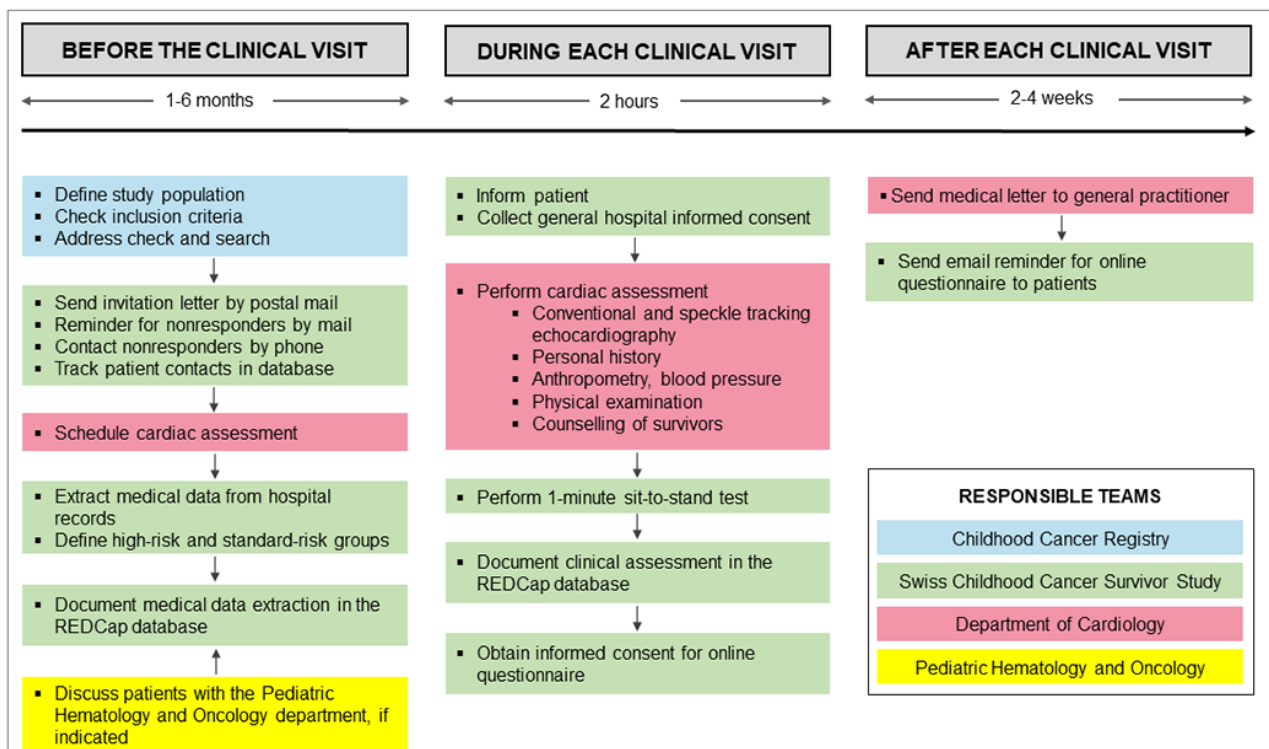 BEFORE THE CLINICAL VISIT
1-6 months
▪ Define study population
▪ Check inclusion criteria
▪ Address check and search
▪ Send invitation letter by postal mail
▪ Reminder for nonresponders by mail
▪ Contact nonresponders by phone
▪ Track patient contacts in database
▪ Schedule cardiac assessment
▪ Extract medical data from hospital
records
▪ Define high-risk and standard-risk groups
▪ Document medical data extraction in the
REDCap database
▪ Discuss patients with the Pediatric
Hematology and Oncology department, if
indicated
DURING EACH CLINICAL VISIT
2 hours
▪ Inform patient
▪ Collect general hospital informed consent
▪ Perform cardiac assessment
▪ Conventional and speckle tracking
echocardiography
▪ Personal history
▪ Anthropometry, blood pressure
▪ Physical examination
▪ Counselling of survivors
▪ Perform 1-minute sit-to-stand test
▪ Document clinical assessment in the
REDCap database
▪ Obtain informed consent for online
questionnaire
AFTER EACH CLINICAL VISIT
2-4 weeks
▪ Send medical letter to general practitioner
▪ Send email reminder for online
questionnaire to patients
RESPONSIBLE TEAMS
Childhood Cancer Registry
Swiss Childhood Cancer Survivor Study
Department of Cardiology
Pediatric Hematology and Oncology